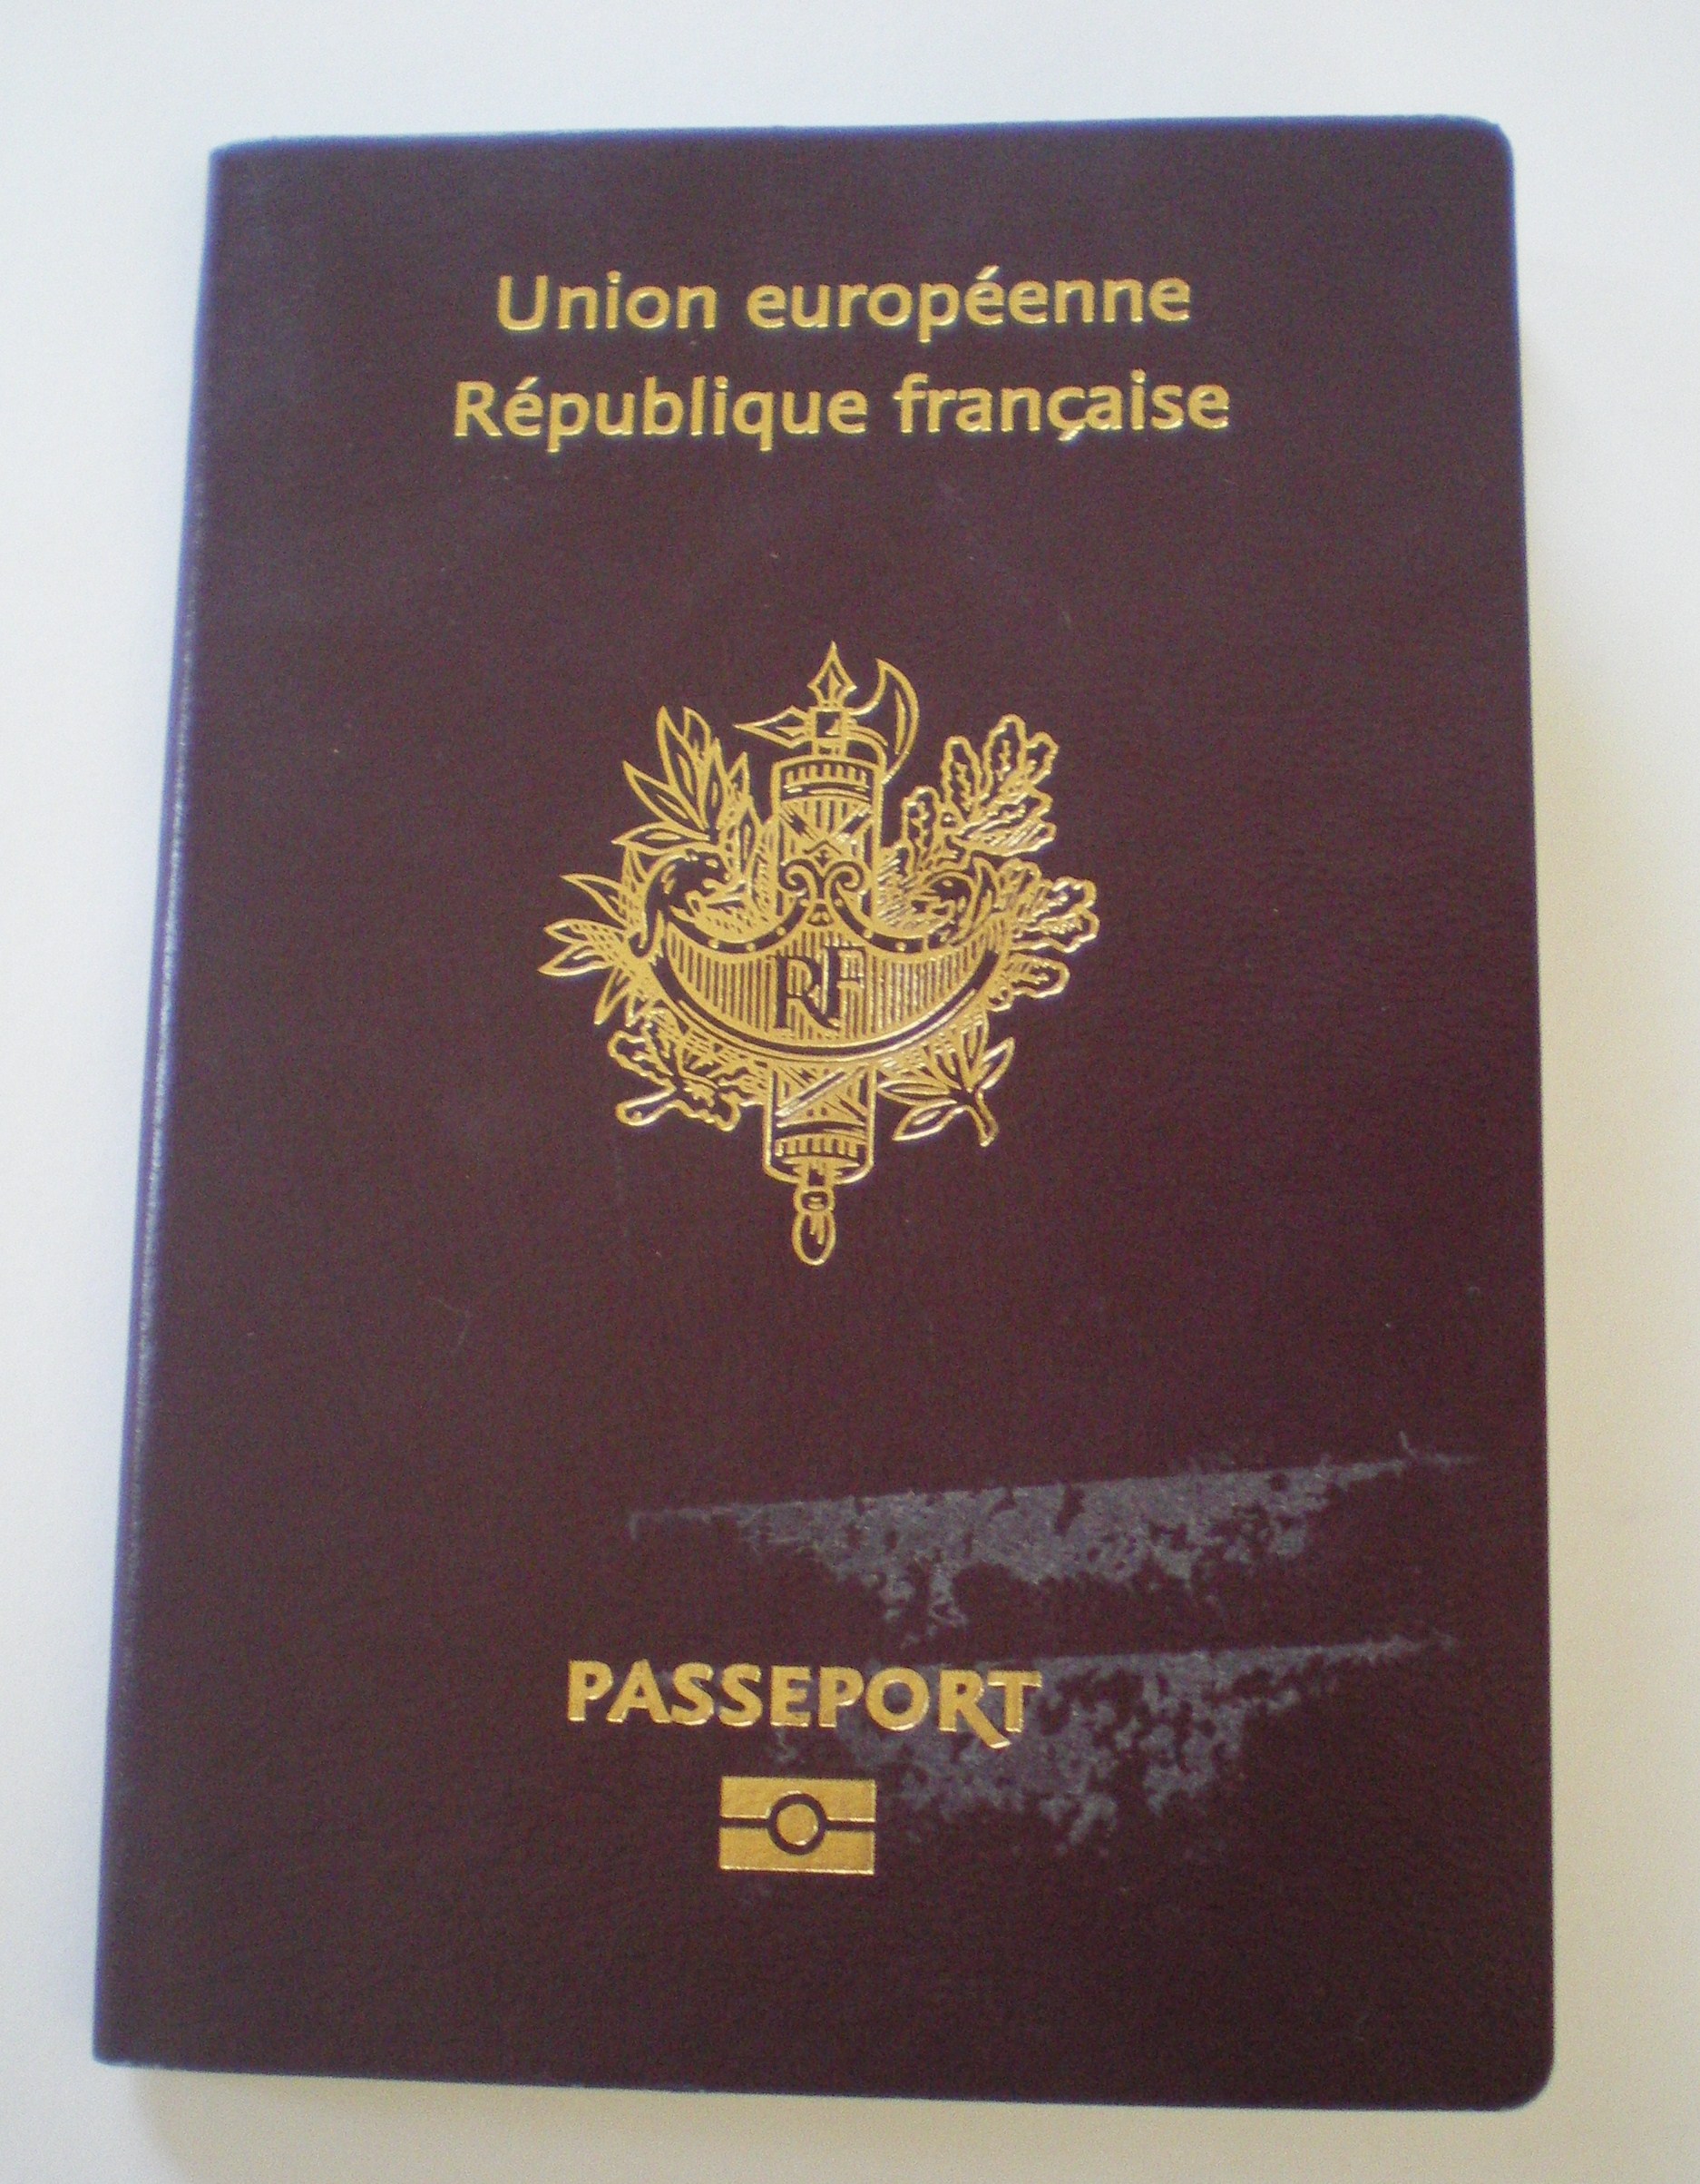 Union européenne
République française
RF
PASSEPORT